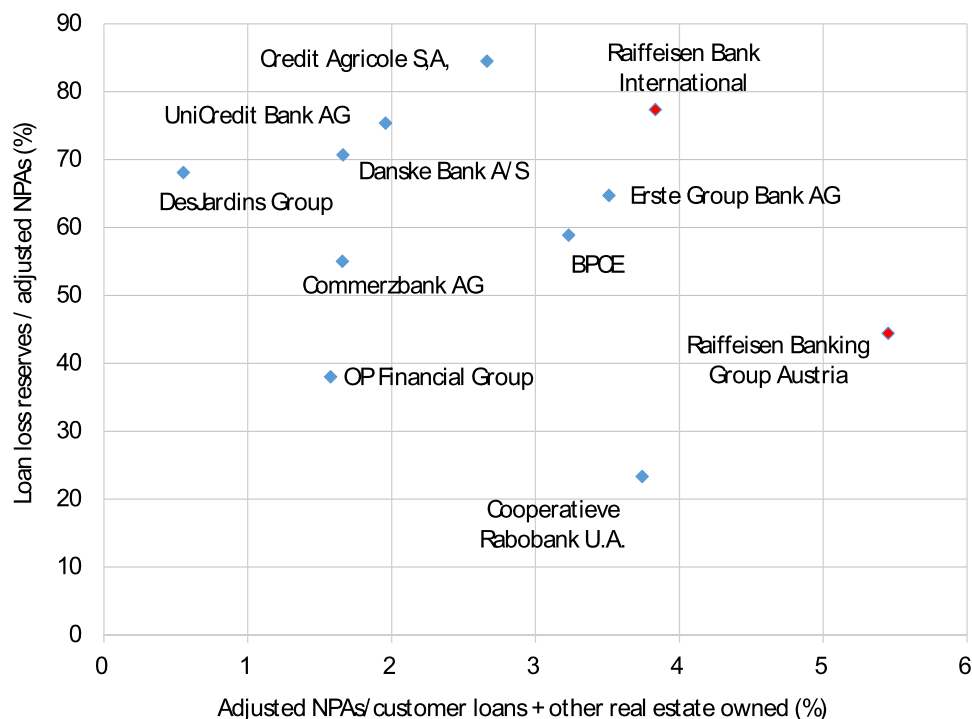 90
80
70
60
50
40
30
20
10
0
Loan loss reserves / adjusted NPAs (%)
Credit Agricole S,A,
Raiffeisen Bank
International
UniCredit Bank AG
Danske Bank A/S
DesJardins Group
Erste Group Bank AG
BPCE
Commerzbank AG
Raiffeisen Banking
Group Austria
OP Financial Group
Cooperatieve
Rabobank U.A.
0 1 2 3 4 5 6
Adjusted NPAs/customer loans + other real estate owned (%)